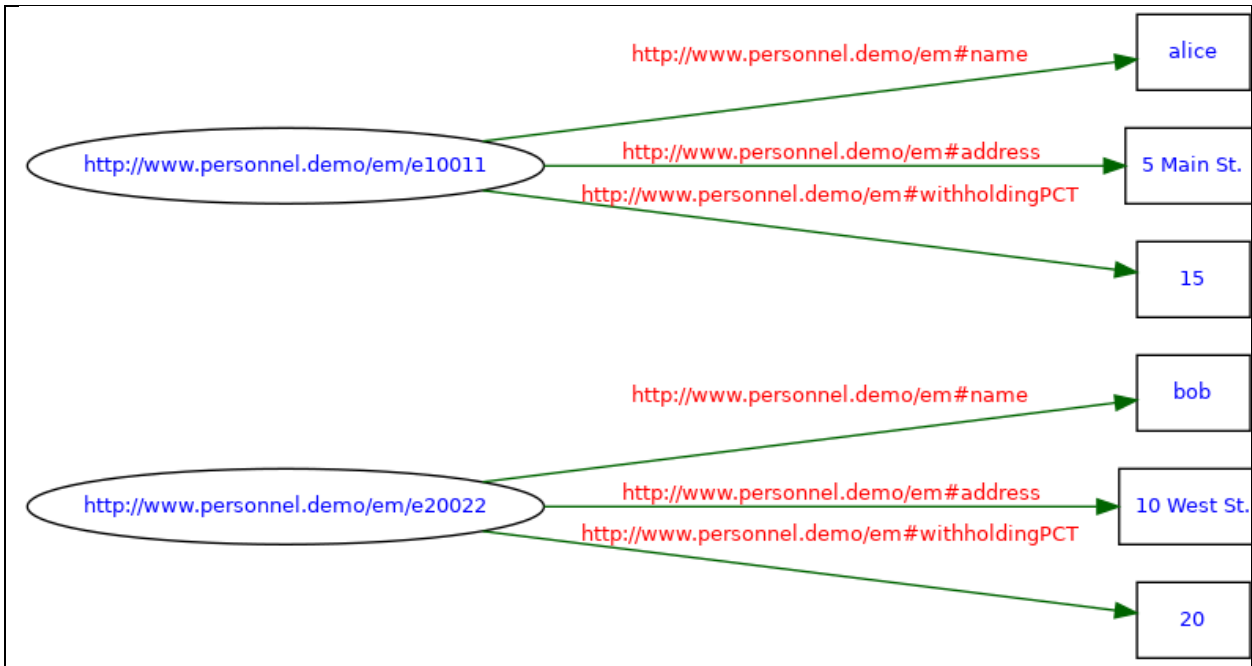 http://www.personnel.demo/em#name
alice
http://www.personnel.demo/em/e10011
http://www.personnel.demo/em#address
5 Main St.
http://www.personnel.demo/em#withholdingPCT
15
http://www.personnel.demo/em#name
bob
http://www.personnel.demo/em/e20022
http://www.personnel.demo/em#address
10 West St.
http://www.personnel.demo/em#withholdingPCT
20